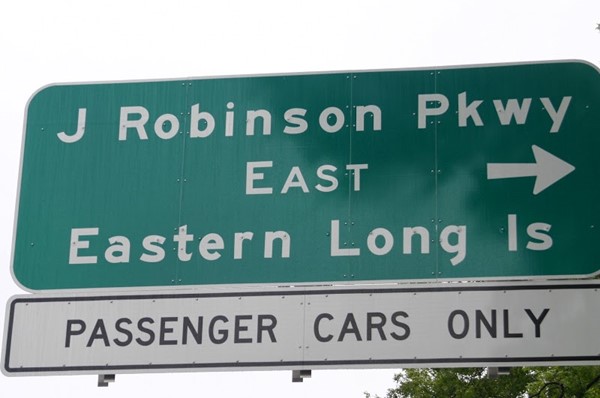 J Robinson Pkwy
EAST
Eastern Long Is
PASSENGER CARS ONLY